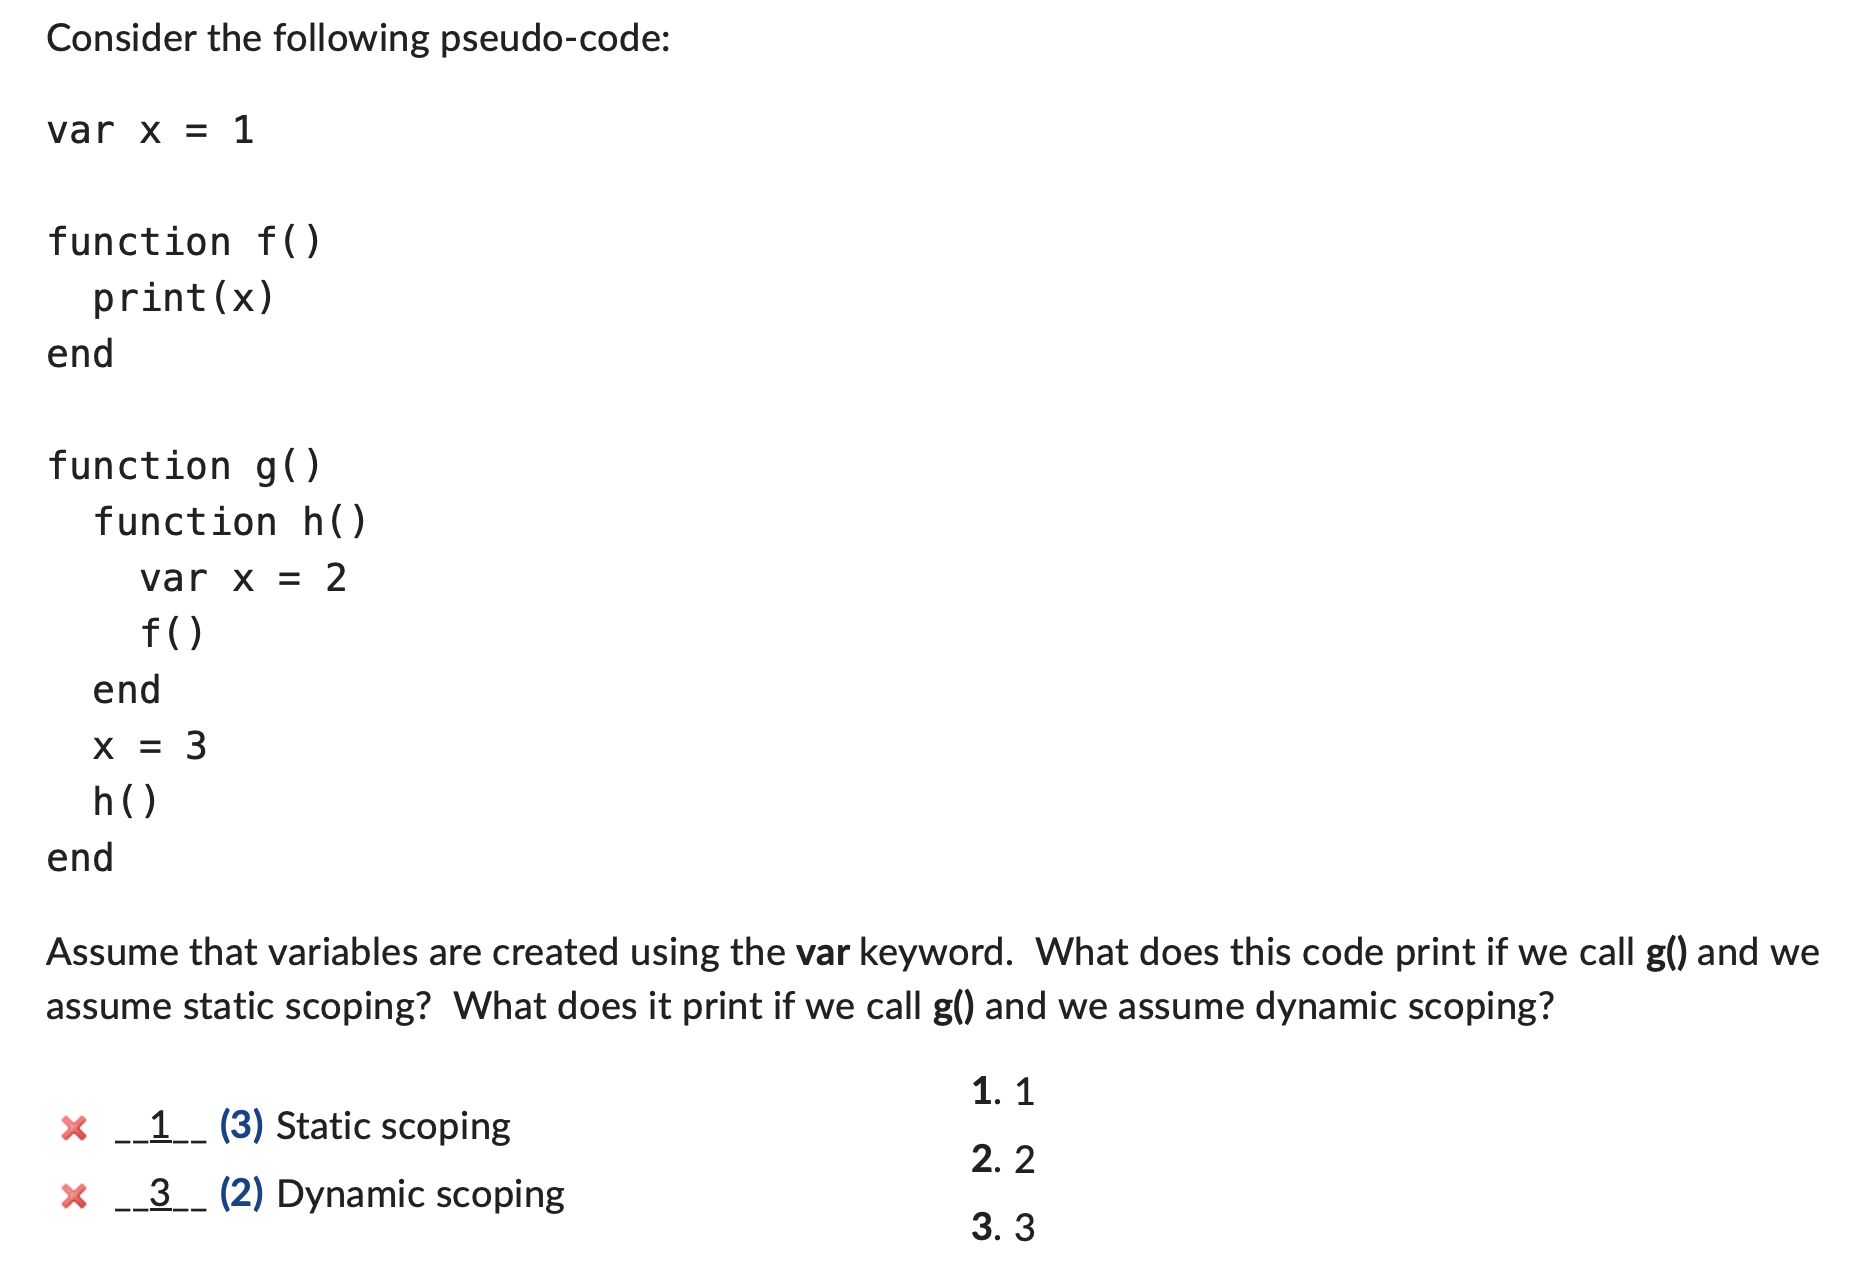 Consider the following pseudo-code:
var x = 1
function f()
  print(x)
end
function g()
  function h()
    var x = 2
    f()
  end
  x = 3
  h()
end
Assume that variables are created using the var keyword.  What does this code print if we call g() and we
assume static scoping?  What does it print if we call g() and we assume dynamic scoping?
__1__ (3) Static scoping
__3__ (2) Dynamic scoping
1. 1
2. 2
3. 3